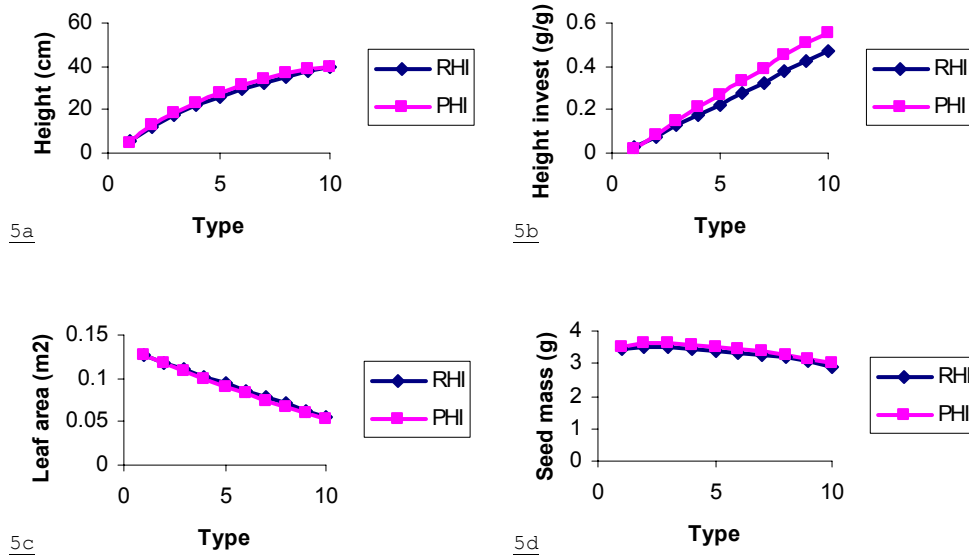 60
40
20
0
0
5
10
Height (cm)
Type
RHI
PHI
5a
0.6
0.4
0.2
0
0
5
10
Height invest (g/g)
Type
RHI
PHI
5b
0.15
0.1
0.05
0
0
5
10
Leaf area (m2)
Type
RHI
PHI
5c
4
3
2
1
0
0
5
10
Seed mass (g)
Type
RHI
PHI
5d